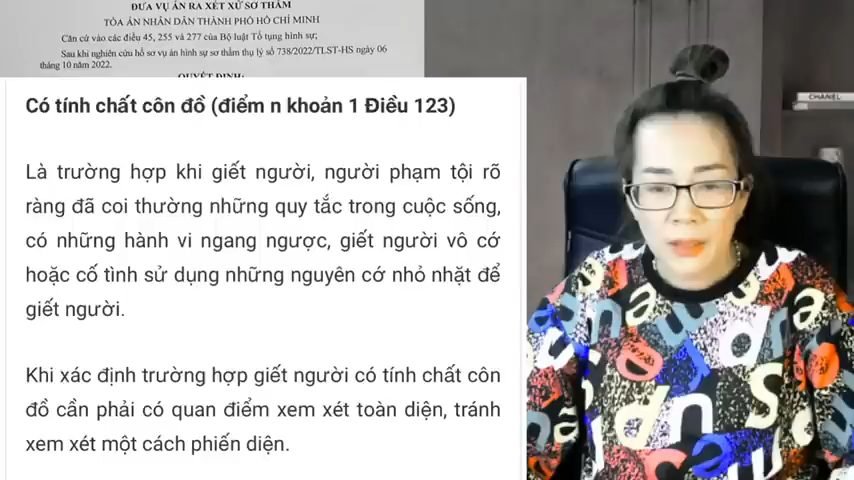 ĐƯA VỤ ÁN RA XÉT XỬ SƠ THẨM
TÒA ÁN NHÂN DÂN THÀNH PHỐ HỒ CHÍ MINH
Căn cứ vào các điều 45, 255 và 277 của Bộ luật Tố tụng hình sự;
Sau khi nghiên cứu hồ sơ vụ án hình sự sơ thẩm thụ lý số 738/2022/TLST-HS ngày 06
tháng 10 năm 2022.
QUYẾT ĐỊNH:
Có tính chất côn đồ (điểm n khoản 1 Điều 123)
Là trường hợp khi giết người, người phạm tội rõ
ràng đã coi thường những quy tắc trong cuộc sống,
có những hành vi ngang ngược, giết người vô cớ
hoặc cố tình sử dụng những nguyên cớ nhỏ nhặt để
giết người.
Khi xác định trường hợp giết người có tính chất côn
đồ cần phải có quan điểm xem xét toàn diện, tránh
xem xét một cách phiến diện.
CHANEL